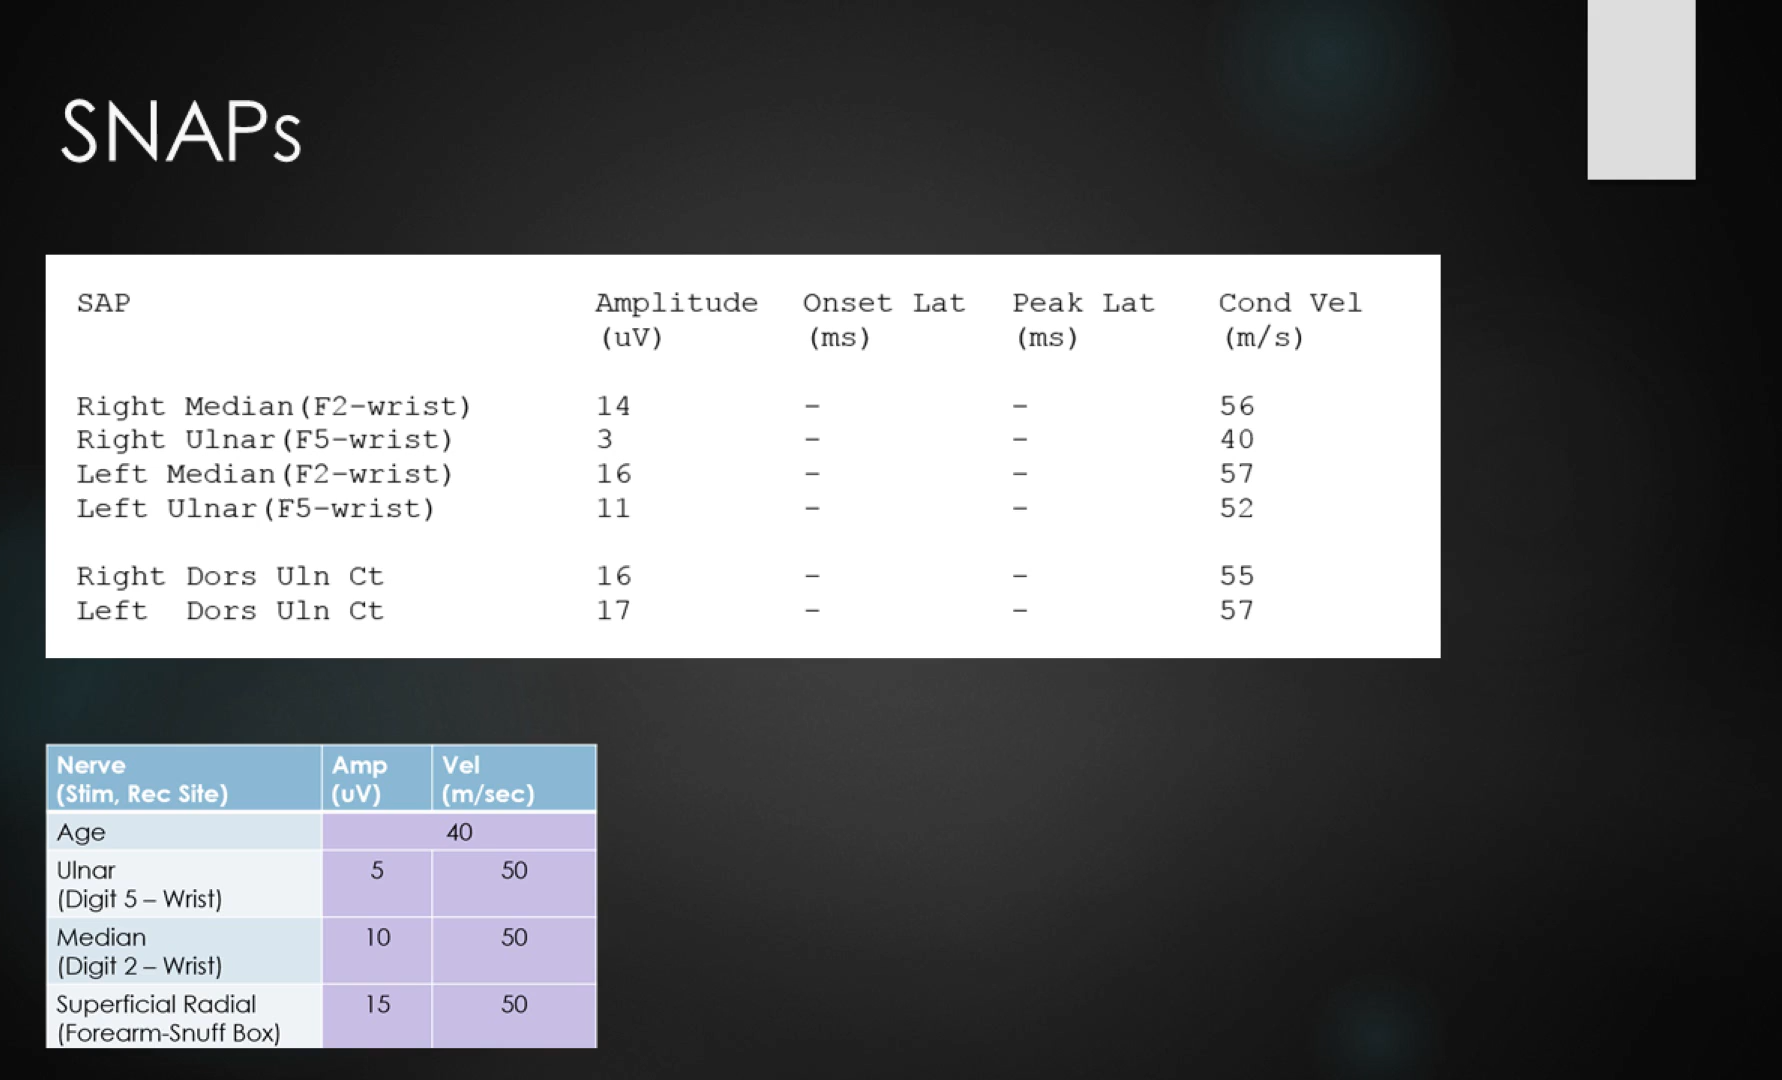 SNAPs
SAP Amplitude Onset Lat Peak Lat Cond Vel
(uV) (ms) (ms) (m/s)
Right Median(F2-wrist) 14 - - 56
Right Ulnar(F5-wrist) 3 - - 40
Left Median(F2-wrist) 16 - - 57
Left Ulnar(F5-wrist) 11 - - 52
Right Dors Uln Ct 16 - - 55
Left Dors Uln Ct 17 - - 57
Nerve Amp Vel
(Stim, Rec Site) (uV) (m/sec)
Age 40
Ulnar 5 50
(Digit 5 – Wrist)
Median 10 50
(Digit 2 – Wrist)
Superficial Radial 15 50
(Forearm-Snuff Box)